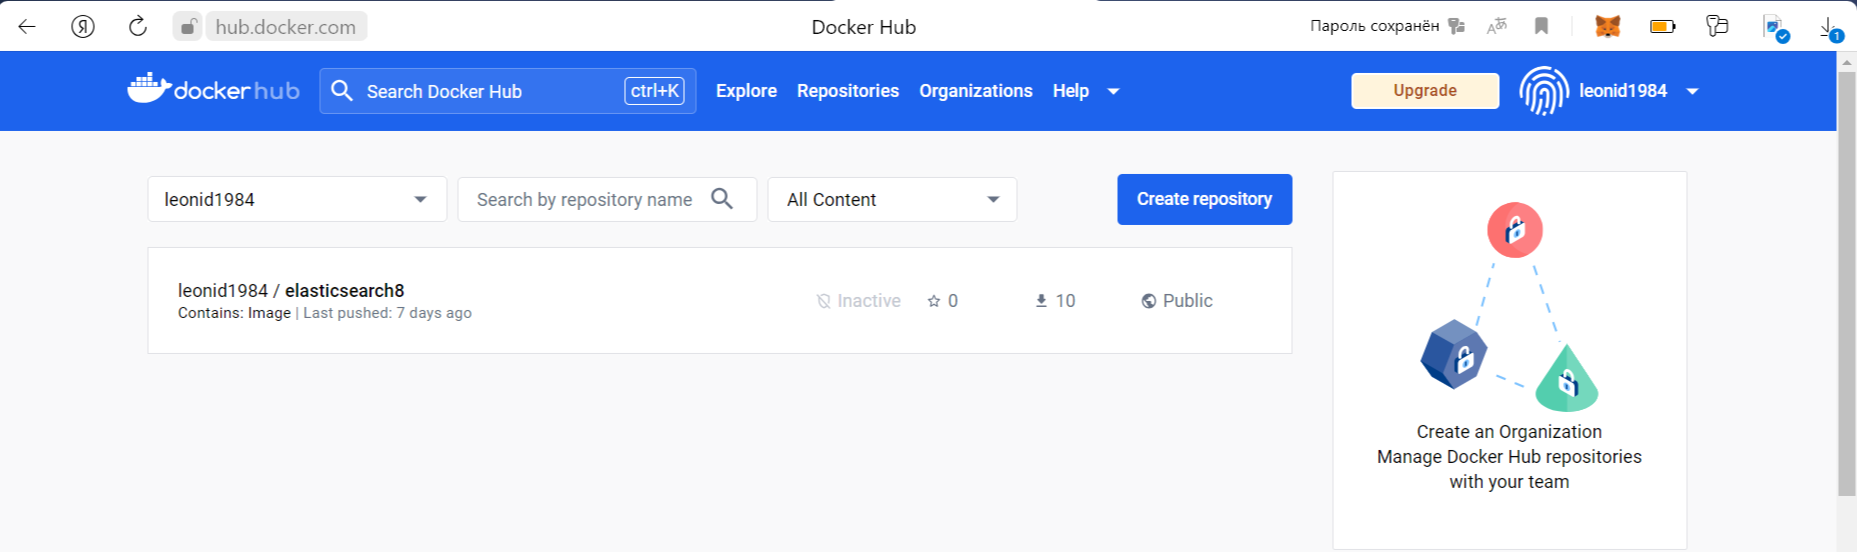 Я hub.docker.com Docker Hub Пароль сохранён 1
dockerhub Search Docker Hub ctrl+K Explore Repositories Organizations Help Upgrade leonid1984
leonid1984 Search by repository name All Content Create repository
leonid1984 / elasticsearch8
Contains: Image | Last pushed: 7 days ago
Inactive 0 10 Public
Create an Organization
Manage Docker Hub repositories
with your team